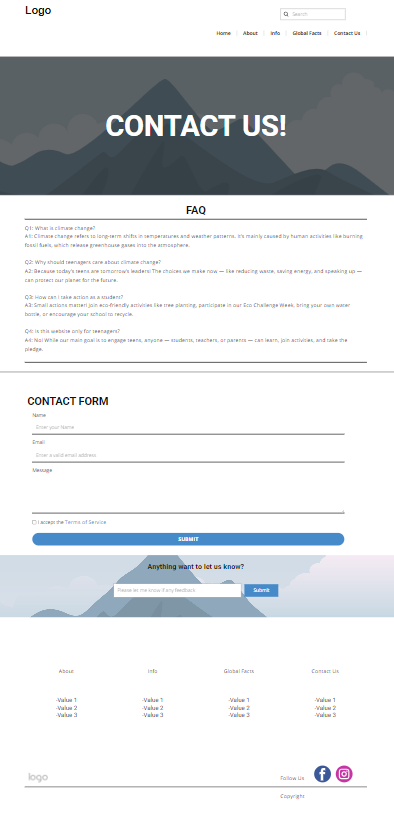 Logo
Search
Home | About | Info | Global Facts | Contact Us |
CONTACT US!
FAQ
Q1: What is climate change?
A1: Climate change refers to long-term shifts in temperatures and weather patterns. It's mainly caused by human activities like burning
fossil fuels, which release greenhouse gases into the atmosphere.
Q2: Why should teenagers care about climate change?
A2: Because today's teens are tomorrow's leaders! The choices we make now — like reducing waste, saving energy, and speaking up —
can protect our planet for the future.
Q3: How can I take action as a student?
A3: Small actions matter! Join eco-friendly activities like tree planting, participate in our Eco Challenge Week, bring your own water
bottle, or encourage your school to recycle.
Q4: Is this website only for teenagers?
A4: No! While our main goal is to engage teens, anyone — students, teachers, or parents — can learn, join activities, and take the
pledge.
CONTACT FORM
Name
Enter your Name
Email
Enter a valid email address
Message
I accept the Terms of Service
SUBMIT
Anything want to let us know?
Please let me know if any feedback
Submit
About Info Global Facts Contact Us
-Value 1 -Value 1 -Value 1 -Value 1
-Value 2 -Value 2 -Value 2 -Value 2
-Value 3 -Value 3 -Value 3 -Value 3
logo
Follow Us
Copyright